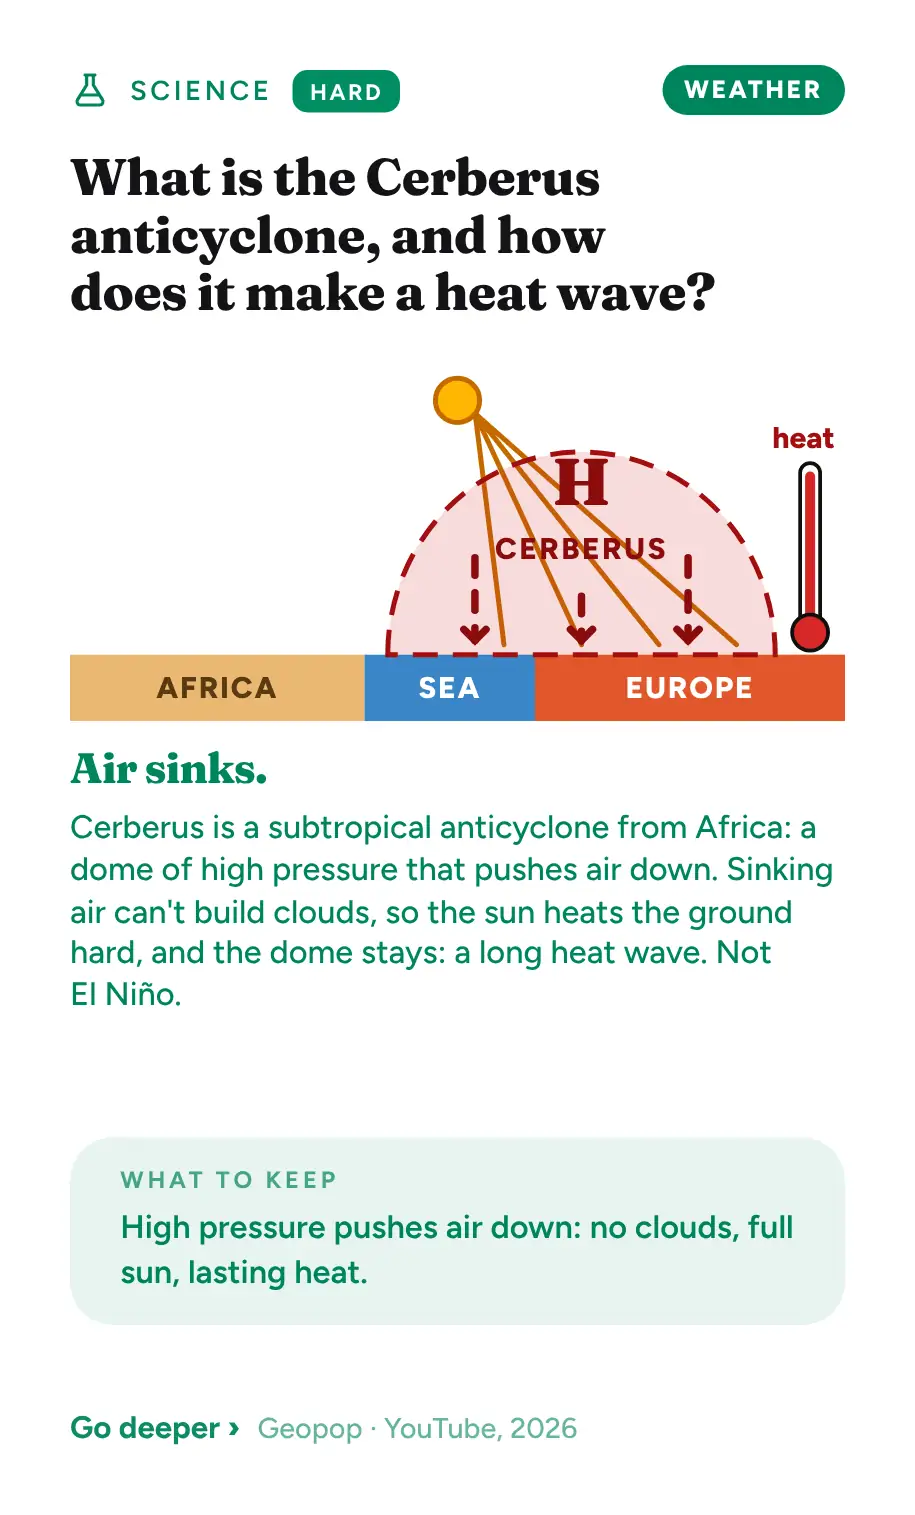 SCIENCE HARD WEATHER
What is the Cerberus
anticyclone, and how
does it make a heat wave?
heat
H
CERBERUS
AFRICA SEA EUROPE
Air sinks.
Cerberus is a subtropical anticyclone from Africa: a
dome of high pressure that pushes air down. Sinking
air can't build clouds, so the sun heats the ground
hard, and the dome stays: a long heat wave. Not
El Niño.
WHAT TO KEEP
High pressure pushes air down: no clouds, full
sun, lasting heat.
Go deeper › Geopop · YouTube, 2026